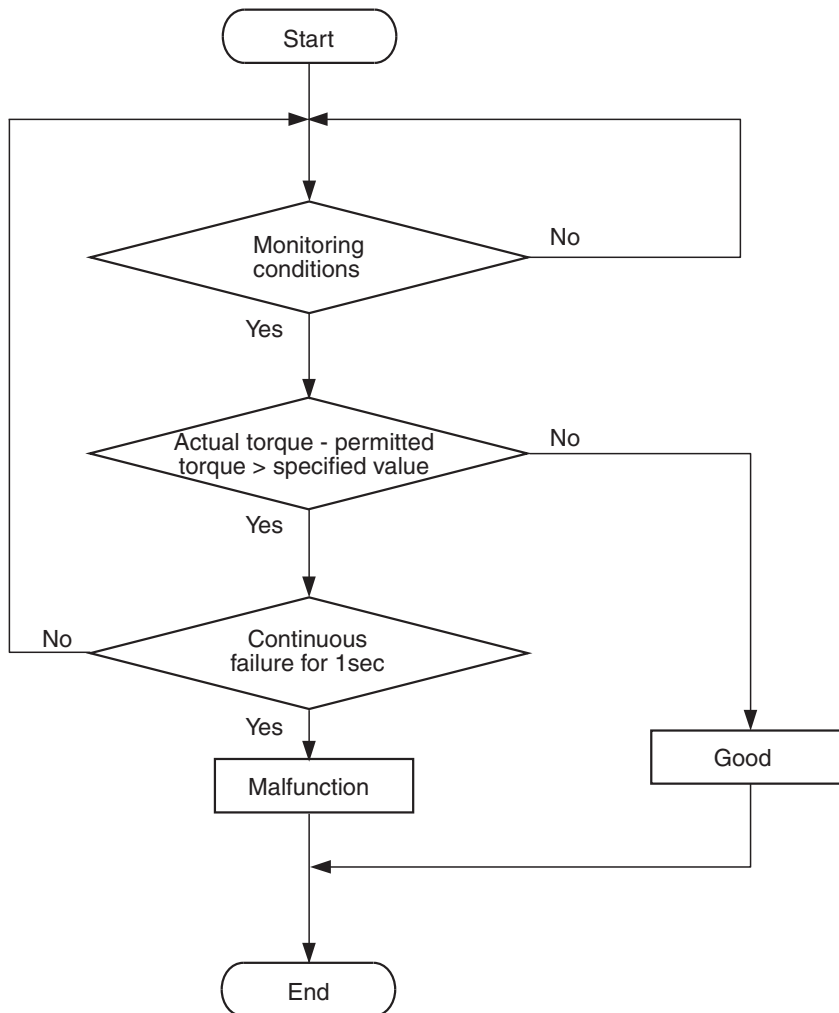 Start
Monitoring
conditions
No
Yes
Actual torque - permitted
torque > specified value
No
Yes
Continuous
failure for 1sec
No
Yes
Malfunction
Good
End